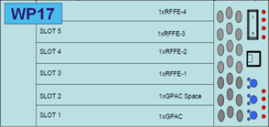 WP17
1xRFFE-4
SLOT 5 1xRFFE-3
SLOT 4 1xRFFE-2
SLOT 3 1xRFFE-1
SLOT 2 1xGPAC Space
SLOT 1 1xGPAC